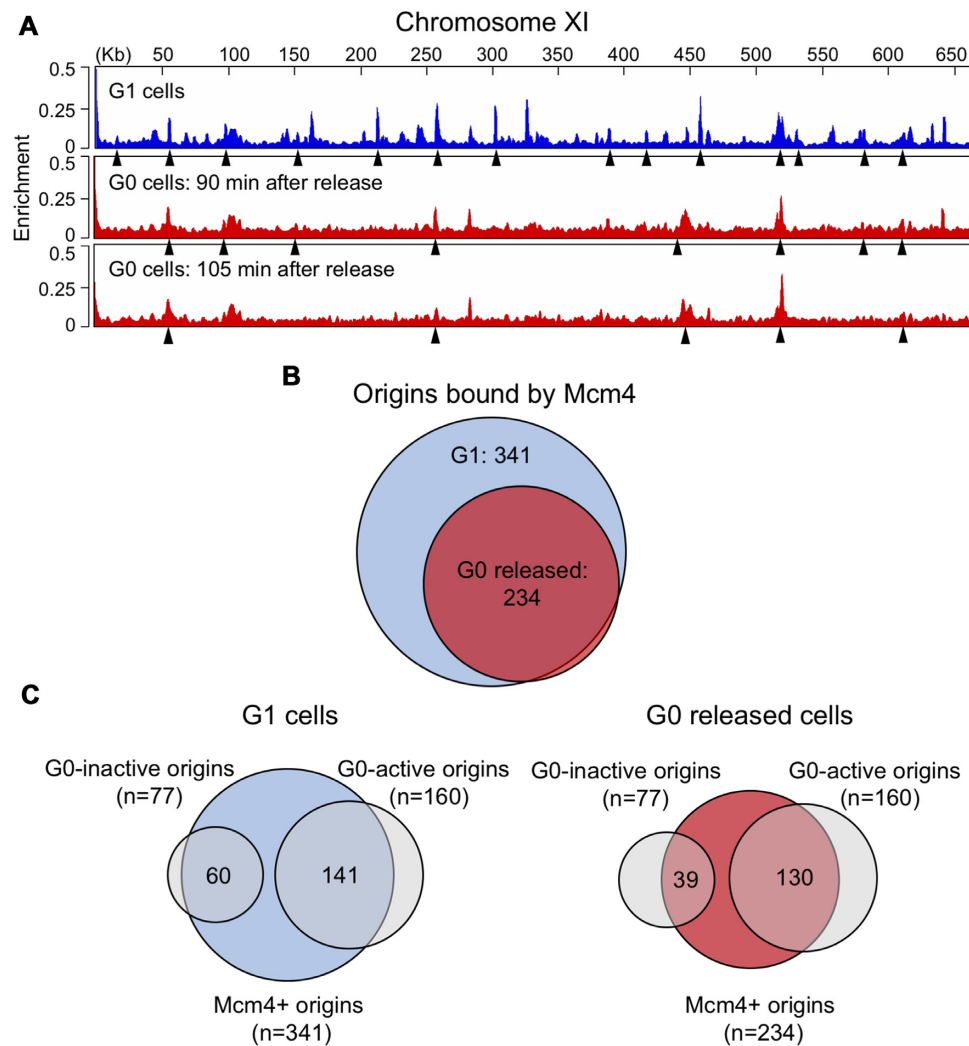 A
Chromosome XI
(Kb) 50 100 150 200 250 300 350 400 450 500 550 600 650
Enrichment
0.5
G1 cells
0.25
0
0.5
G0 cells: 90 min after release
0.25
0
0.5
G0 cells: 105 min after release
0.25
0
B
Origins bound by Mcm4
G1: 341
G0 released:
234
C
G1 cells
G0-inactive origins
(n=77)
G0-active origins
(n=160)
60
141
Mcm4+ origins
(n=341)
G0 released cells
G0-inactive origins
(n=77)
G0-active origins
(n=160)
39
130
Mcm4+ origins
(n=234)